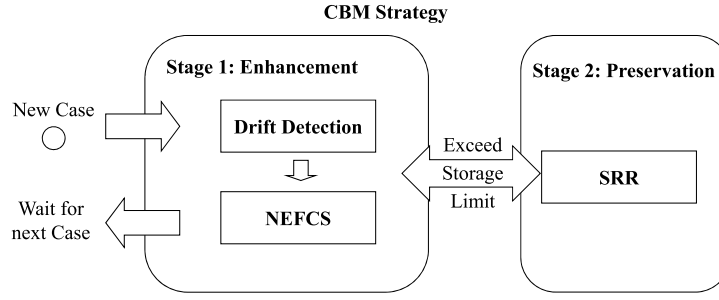 CBM Strategy
Stage 1: Enhancement
New Case
Drift Detection
NEFCS
Wait for
next Case
Exceed
Storage
Limit
Stage 2: Preservation
SRR